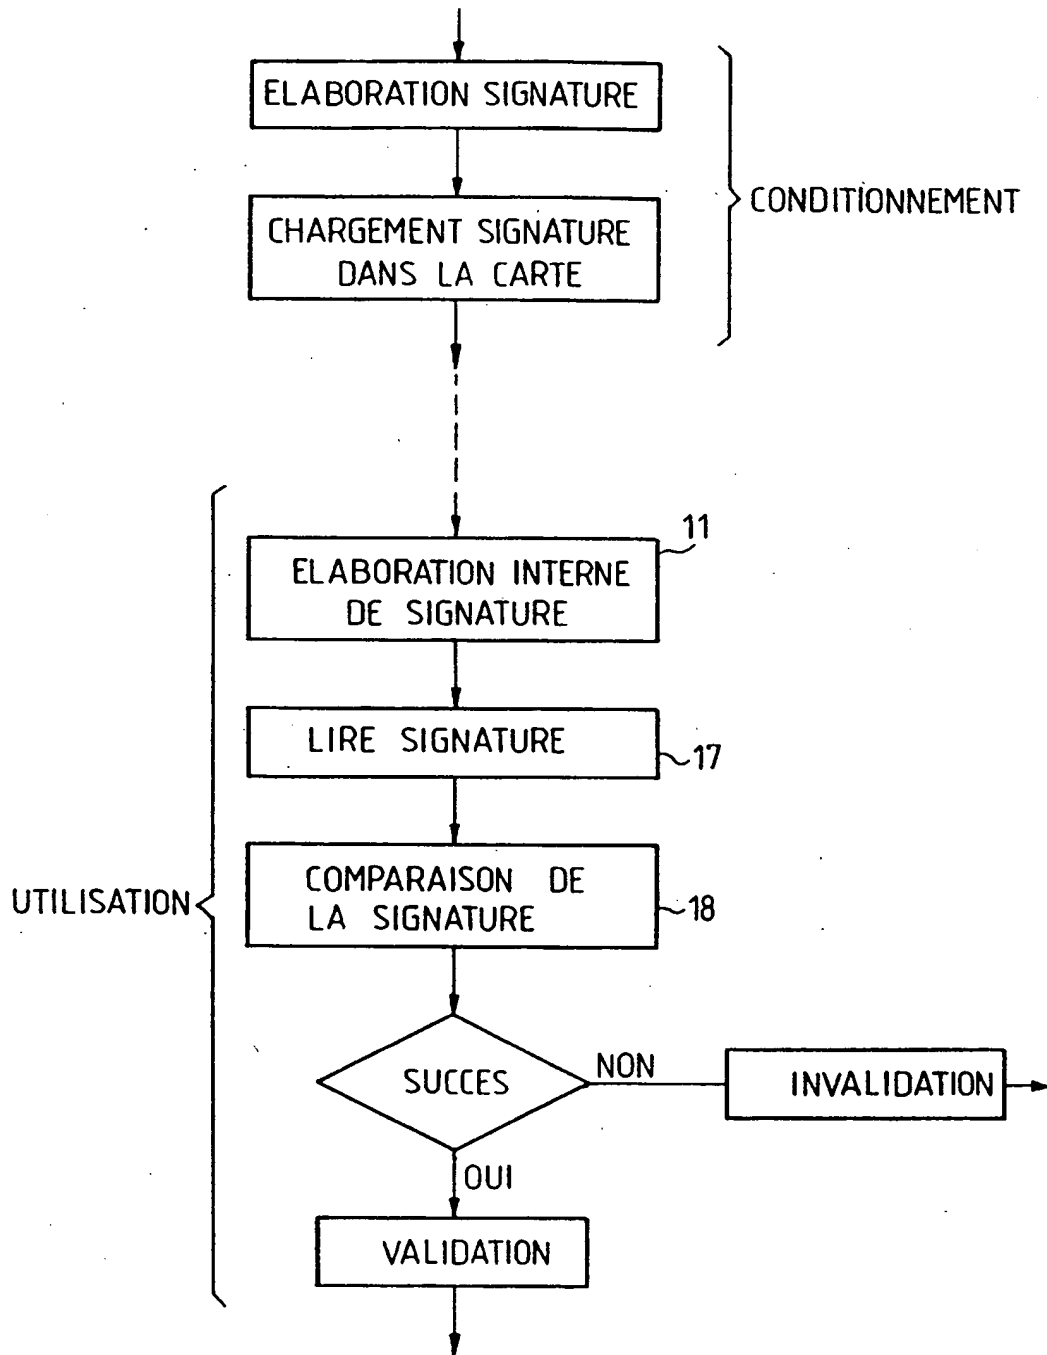 ELABORATION SIGNATURE
CHARGEMENT SIGNATURE
DANS LA CARTE
CONDITIONNEMENT
11
ELABORATION INTERNE
DE SIGNATURE
LIRE SIGNATURE
17
COMPARAISON DE
LA SIGNATURE
18
UTILISATION
SUCCES
NON
INVALIDATION
OUI
VALIDATION